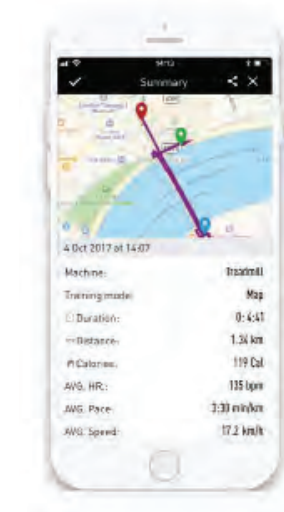 14:13
Summary
4 Oct 2017 at 14:07
Machine: Treadmill
Training mode: Map
Duration: 0:4:41
Distance: 1.34 km
Calories: 119 Cal
AVG. HR.: 135 bpm
AVG. Pace: 3:30 min/km
AVG. Speed: 17.2 km/h